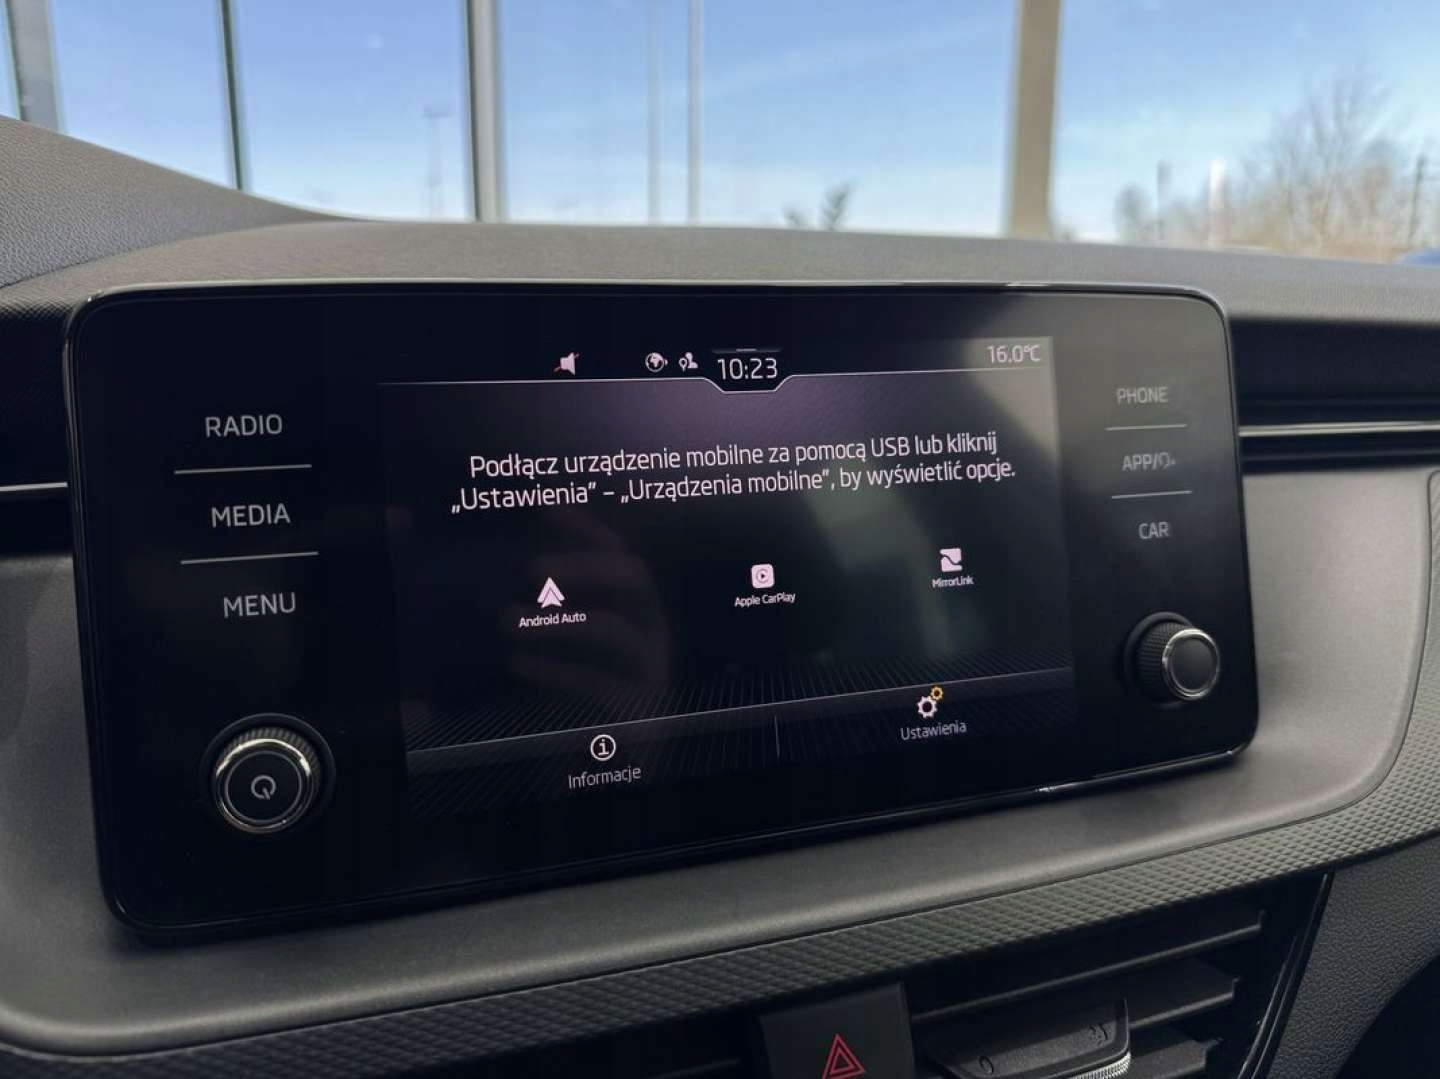 10:23
16.0°C
RADIO
MEDIA
MENU
Podłącz urządzenie mobilne za pomocą USB lub kliknij
„Ustawienia” – „Urządzenia mobilne”, by wyświetlić opcje.
Android Auto
Apple CarPlay
MirrorLink
Informacje
Ustawienia
PHONE
APP/
CAR